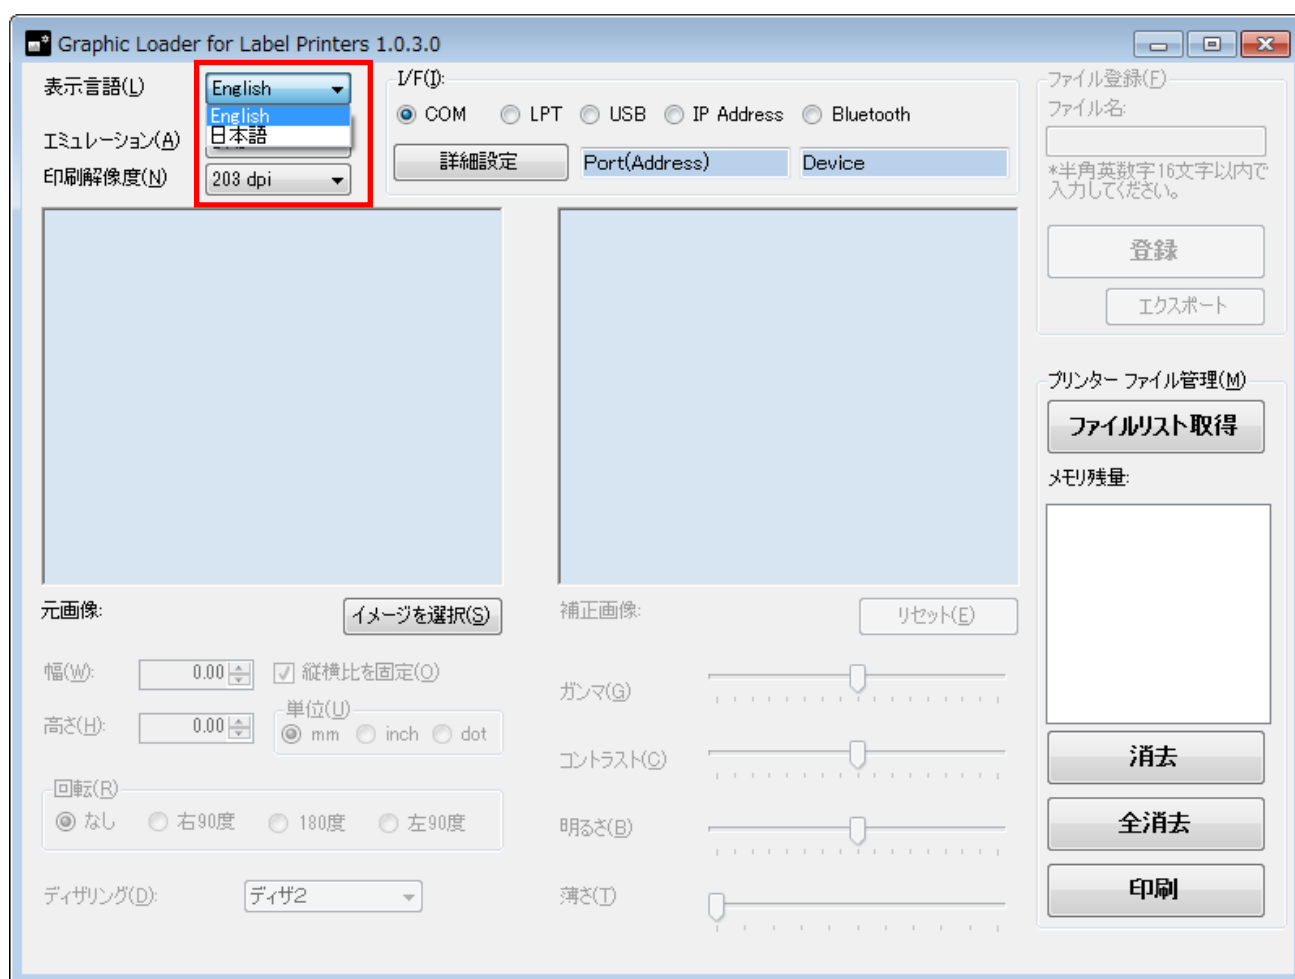 Graphic Loader for Label Printers 1.0.3.0
表示言語(L)
English
English
日本語
エミュレーション(A)
印刷解像度(N)
203 dpi
I/F(I):
COM
LPT
USB
IP Address
Bluetooth
詳細設定
Port(Address)
Device
ファイル登録(F)
ファイル名:
*半角英数字16文字以内で
入力してください。
登録
エクスポート
プリンター ファイル管理(M)
ファイルリスト取得
メモリ残量:
消去
全消去
印刷
元画像:
イメージを選択(S)
幅(W):
0.00
縦横比を固定(O)
高さ(H):
0.00
単位(U)
mm
inch
dot
回転(R)
なし
右90度
180度
左90度
ディザリング(D):
ディザ2
補正画像:
リセット(E)
ガンマ(G)
コントラスト(C)
明るさ(B)
薄さ(T)